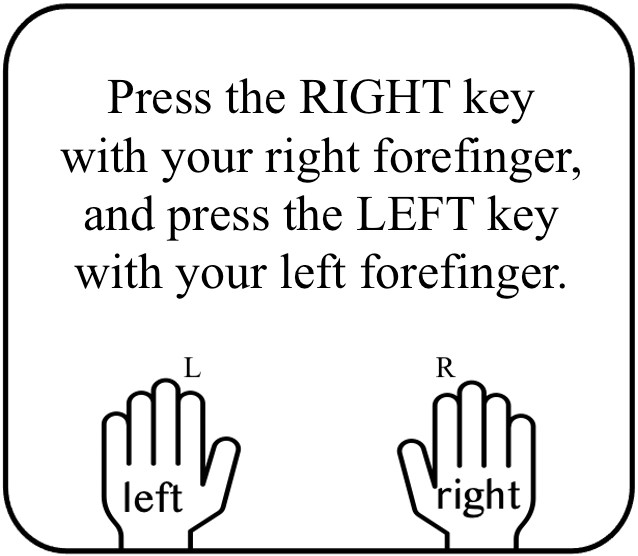 Press the RIGHT key
with your right forefinger,
and press the LEFT key
with your left forefinger.
L R
left right